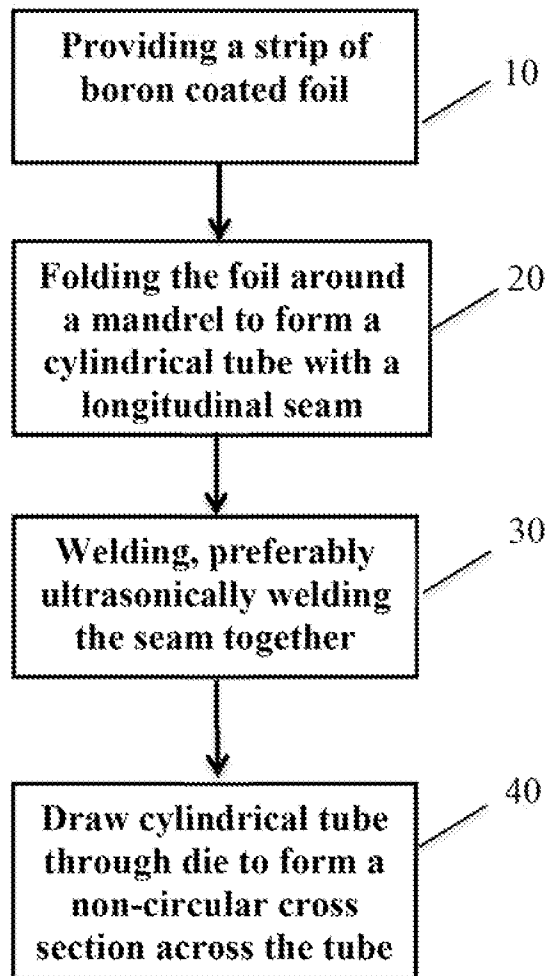 Providing a strip of
boron coated foil
10
Folding the foil around
a mandrel to form a
cylindrical tube with a
longitudinal seam
20
Welding, preferably
ultrasonically welding
the seam together
30
Draw cylindrical tube
through die to form a
non-circular cross
section across the tube
40